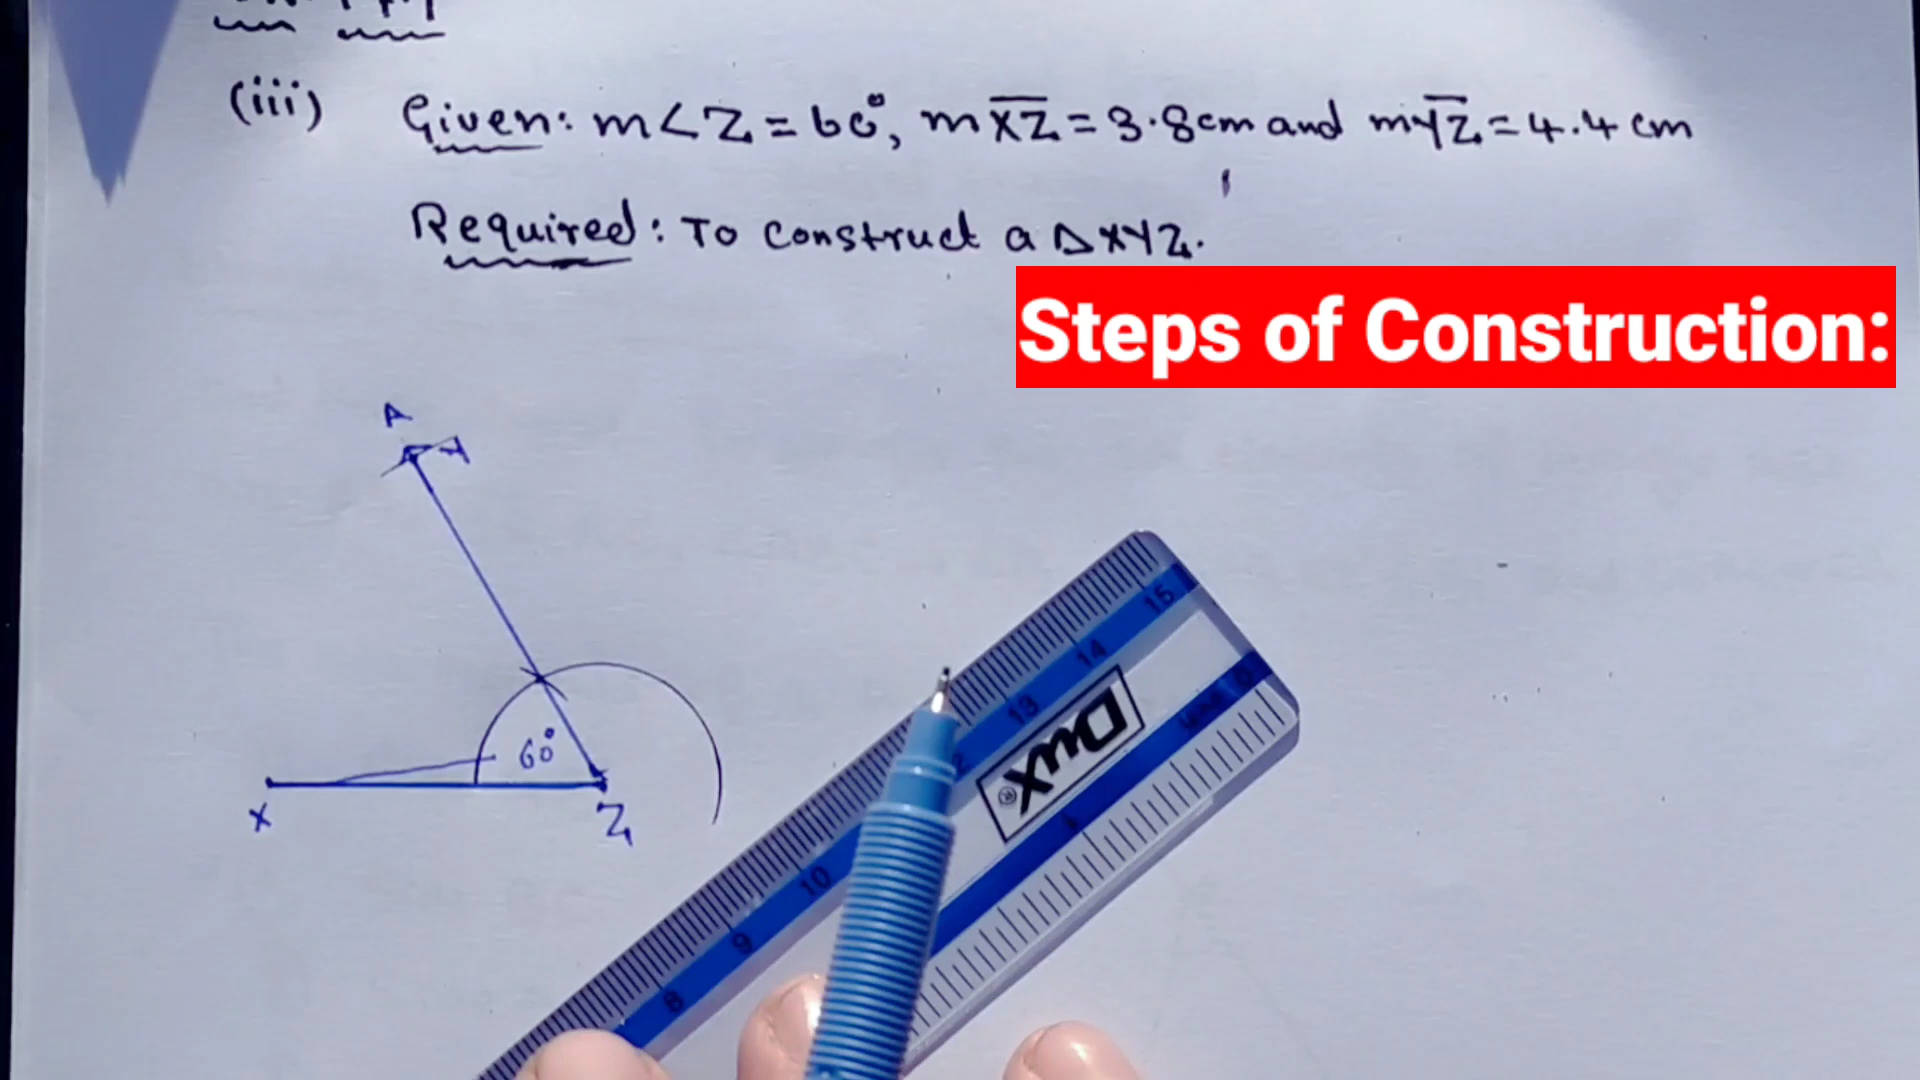 (iii) Given: m<Z = 60°, mXZ = 3.8cm and mYZ = 4.4 cm
Required: To construct a ΔXYZ.
Steps of Construction:
A
Y
60°
X
Z
15
14
13
10
9
8
Dux®